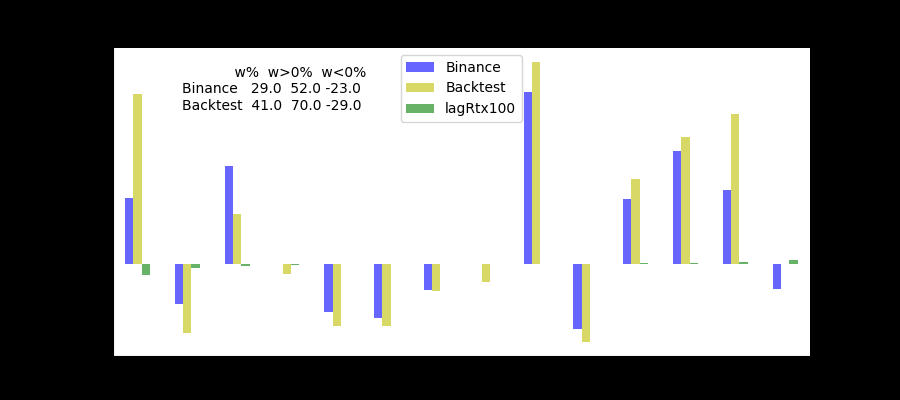 w%  w>0%  w<0%
Binance   29.0  52.0 -23.0
Backtest  41.0  70.0 -29.0
Binance
Backtest
lagRtx100